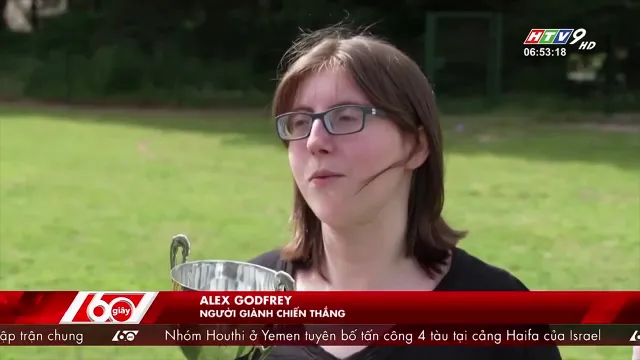 HTV9 HD
06:53:18
ALEX GODFREY
60 giây
NGƯỜI GIÀNH CHIẾN THẮNG
ập trận chung 60 Nhóm Houthi ở Yemen tuyên bố tấn công 4 tàu tại cảng Haifa của Israel